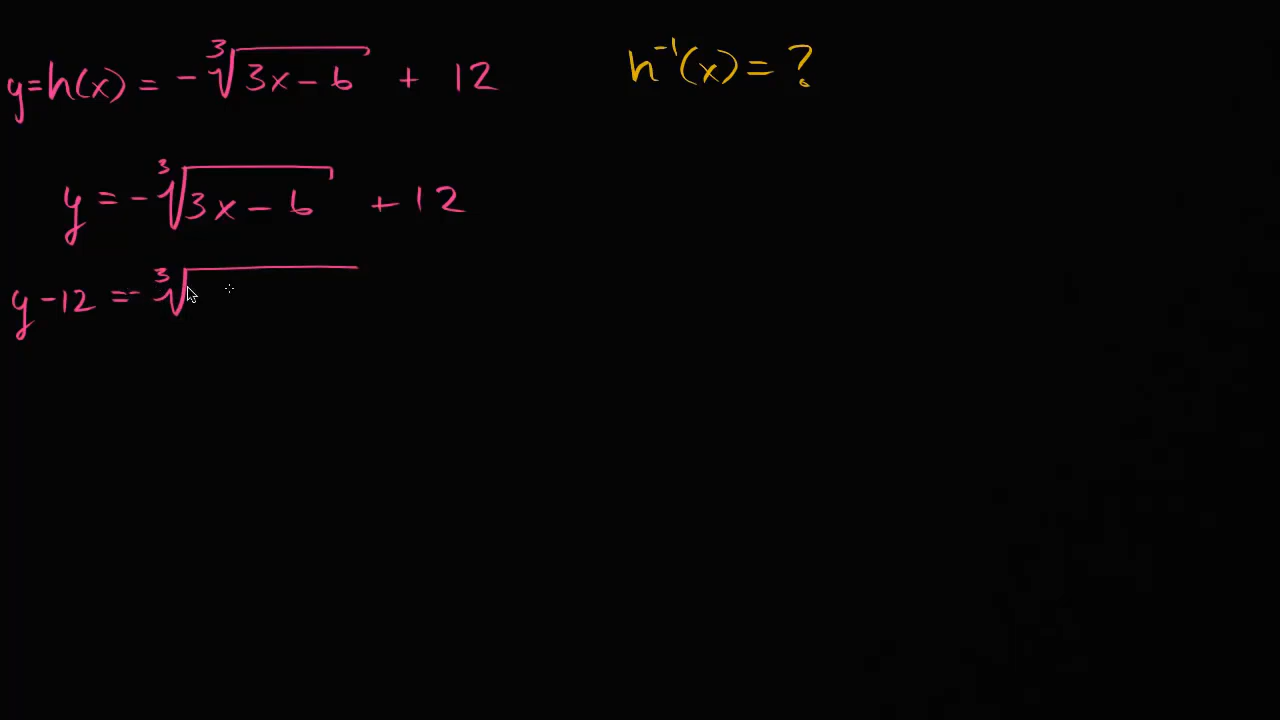 y=h(x) = -∛(3x-6) + 12
h⁻¹(x) = ?
y = -∛(3x-6) + 12
y-12 = -∛